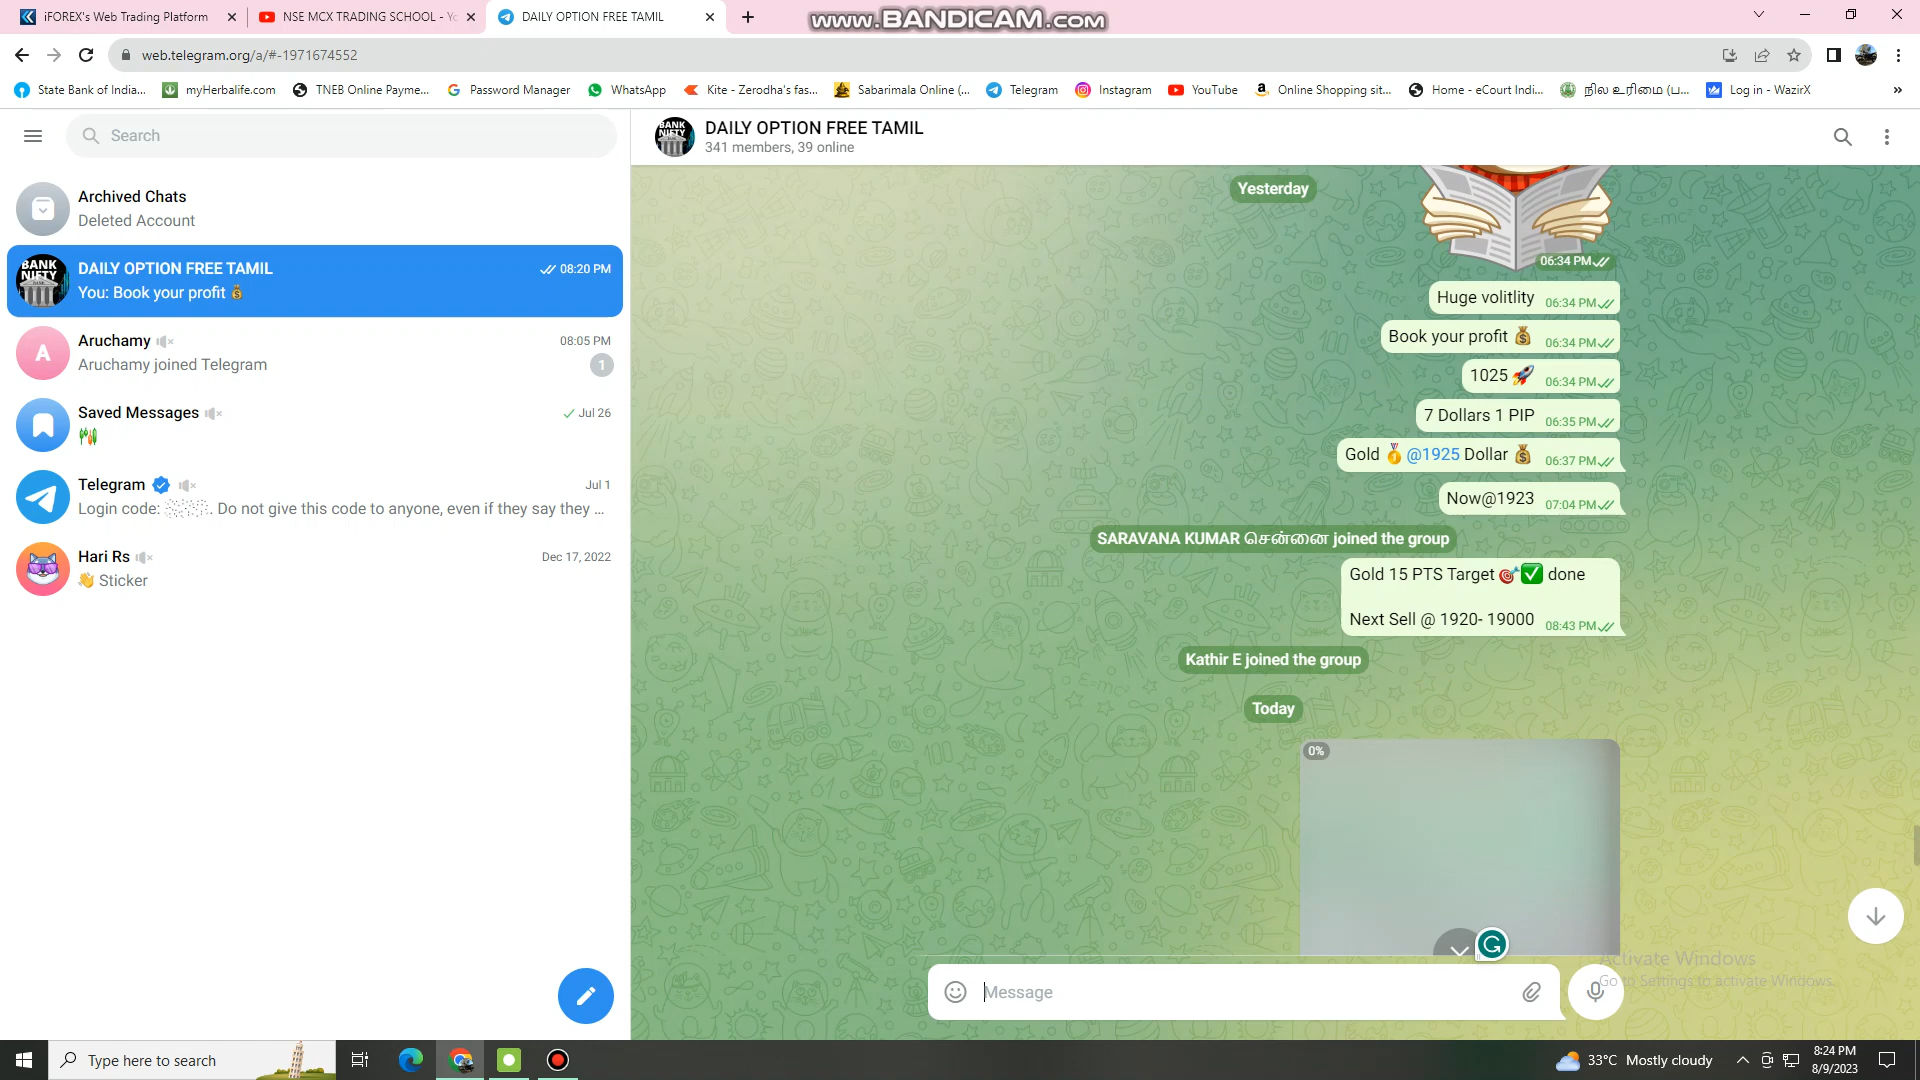 iFOREX's Web Trading Platform
NSE MCX TRADING SCHOOL - Yo
DAILY OPTION FREE TAMIL
www.BANDICAM.com
web.telegram.org/a/#-1971674552
State Bank of India...
myHerbalife.com
TNEB Online Payme...
Password Manager
WhatsApp
Kite - Zerodha's fas...
Sabarimala Online (...
Telegram
Instagram
YouTube
Online Shopping sit...
Home - eCourt Indi...
நில உரிமை (ப...
Log in - WazirX
Search
BANK NIFTY
DAILY OPTION FREE TAMIL
341 members, 39 online
Archived Chats
Deleted Account
BANK NIFTY
DAILY OPTION FREE TAMIL
08:20 PM
You: Book your profit 💰
A
Aruchamy
08:05 PM
Aruchamy joined Telegram
1
Saved Messages
Jul 26
Telegram
Jul 1
Login code: . Do not give this code to anyone, even if they say they ...
Hari Rs
Dec 17, 2022
👋 Sticker
Yesterday
06:34 PM
Huge volitlity 06:34 PM
Book your profit 💰 06:34 PM
1025 🚀 06:34 PM
7 Dollars 1 PIP 06:35 PM
Gold 🏅 @1925 Dollar 💰 06:37 PM
Now@1923 07:04 PM
SARAVANA KUMAR சென்னை joined the group
Gold 15 PTS Target 🎯✅ done
Next Sell @ 1920- 19000 08:43 PM
Kathir E joined the group
Today
0%
Message
Activate Windows
Go to Settings to activate Windows.
Type here to search
33°C Mostly cloudy
8:24 PM
8/9/2023